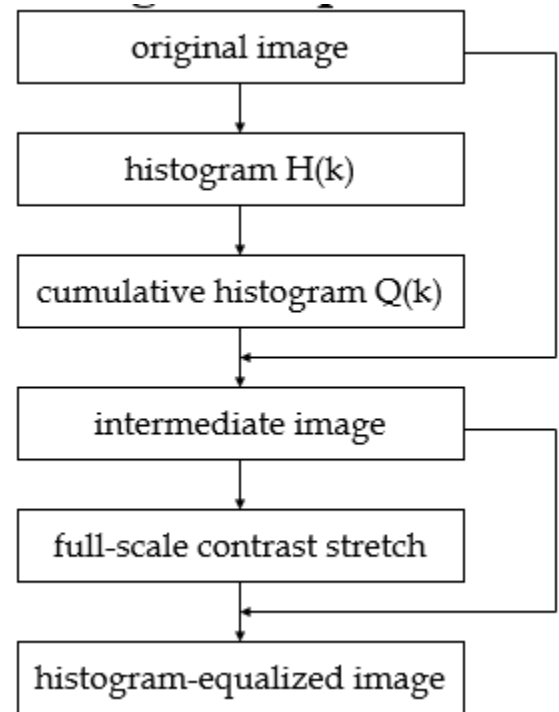 original image
histogram H(k)
cumulative histogram Q(k)
intermediate image
full-scale contrast stretch
histogram-equalized image